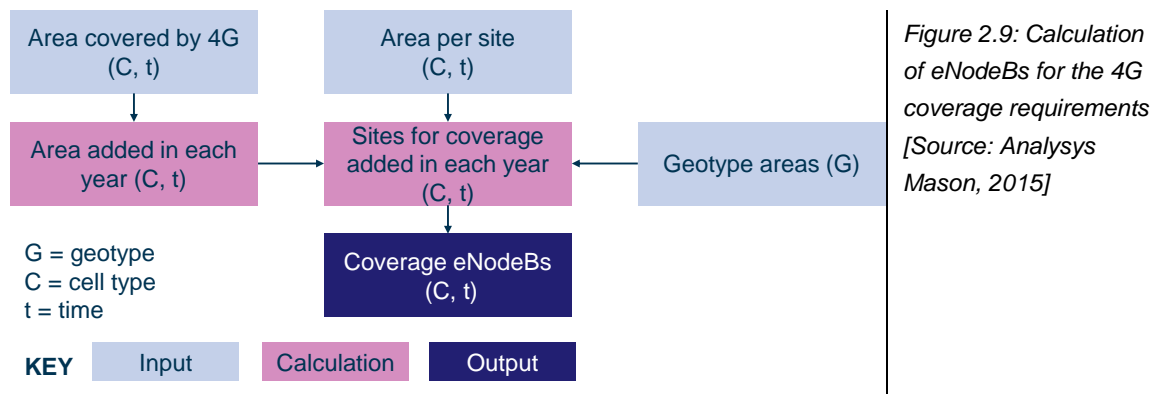 Area covered by 4G
(C, t)
Area per site
(C, t)
Area added in each
year (C, t)
Sites for coverage
added in each year
(C, t)
Geotype areas (G)
G = geotype
C = cell type
t = time
Coverage eNodeBs
(C, t)
KEY
Input
Calculation
Output
Figure 2.9: Calculation
of eNodeBs for the 4G
coverage requirements
[Source: Analysys
Mason, 2015]